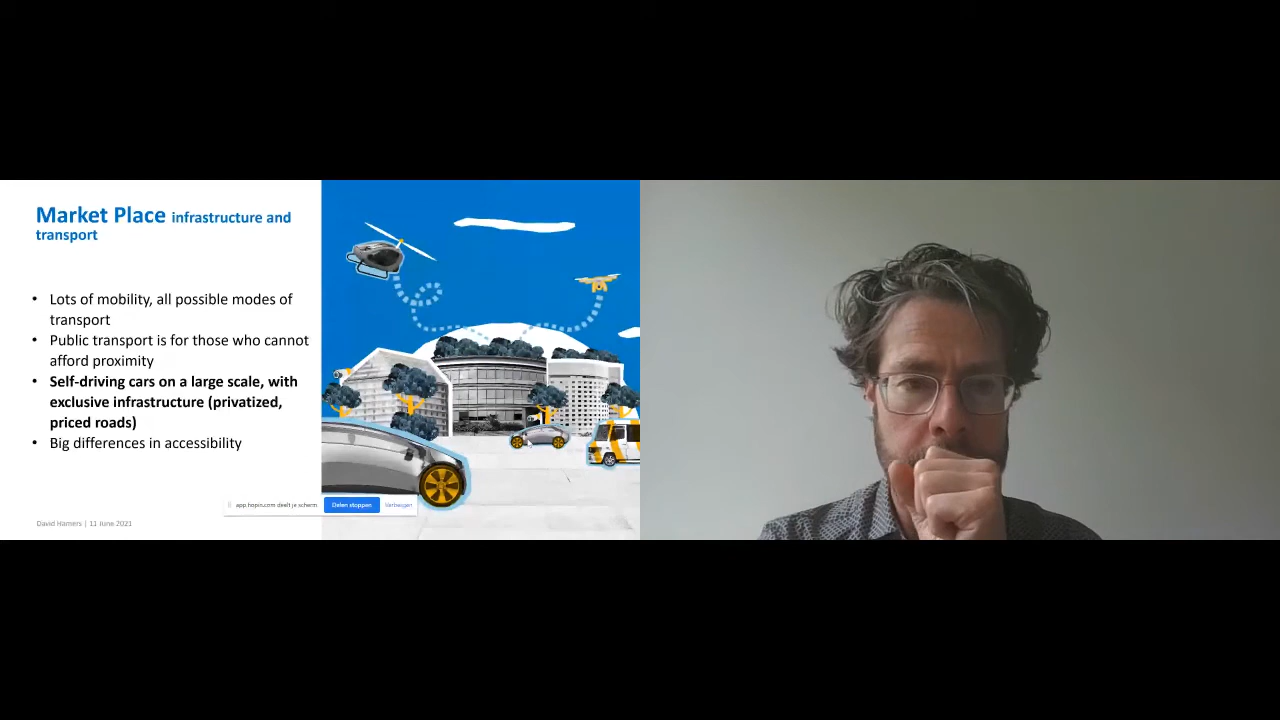 Market Place infrastructure and
transport
• Lots of mobility, all possible modes of
transport
• Public transport is for those who cannot
afford proximity
• Self-driving cars on a large scale, with
exclusive infrastructure (privatized,
priced roads)
• Big differences in accessibility
app.hopin.com deelt je scherm. Delen stoppen Verbergen
David Hamers | 11 June 2021